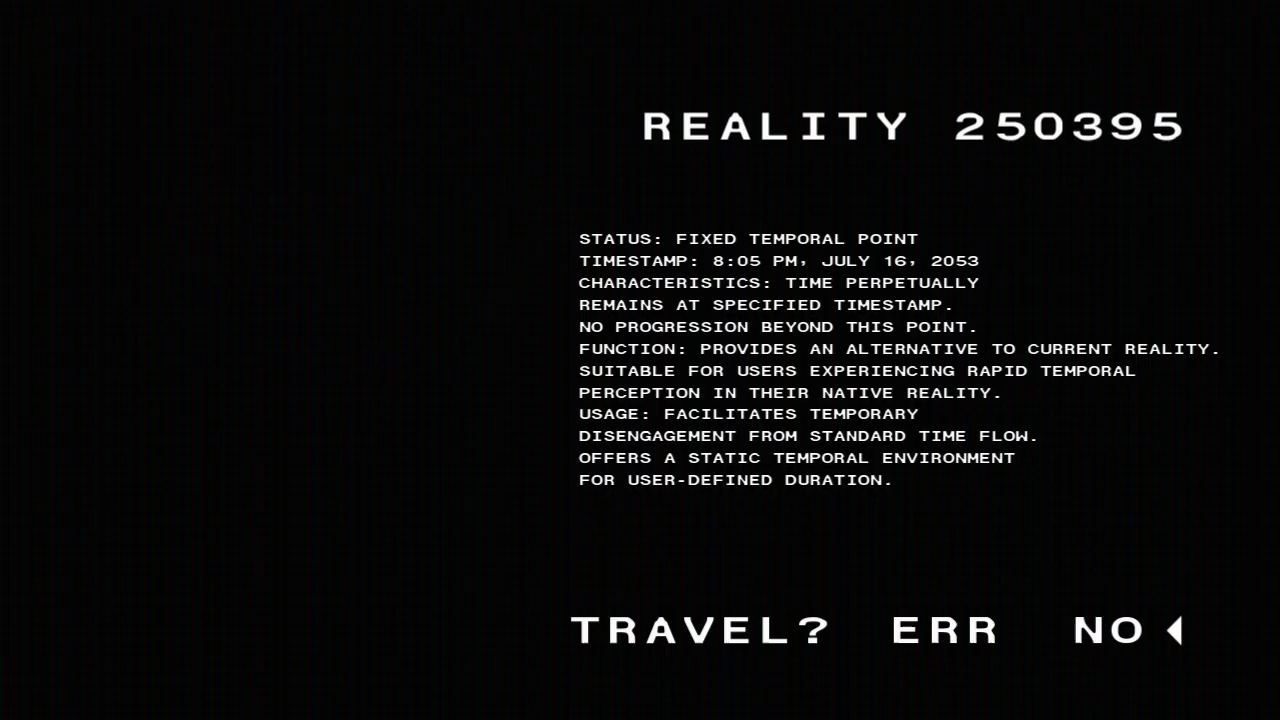 REALITY 250395
STATUS: FIXED TEMPORAL POINT
TIMESTAMP: 8:05 PM, JULY 16, 2053
CHARACTERISTICS: TIME PERPETUALLY
REMAINS AT SPECIFIED TIMESTAMP.
NO PROGRESSION BEYOND THIS POINT.
FUNCTION: PROVIDES AN ALTERNATIVE TO CURRENT REALITY.
SUITABLE FOR USERS EXPERIENCING RAPID TEMPORAL
PERCEPTION IN THEIR NATIVE REALITY.
USAGE: FACILITATES TEMPORARY
DISENGAGEMENT FROM STANDARD TIME FLOW.
OFFERS A STATIC TEMPORAL ENVIRONMENT
FOR USER-DEFINED DURATION.
TRAVEL? ERR NO